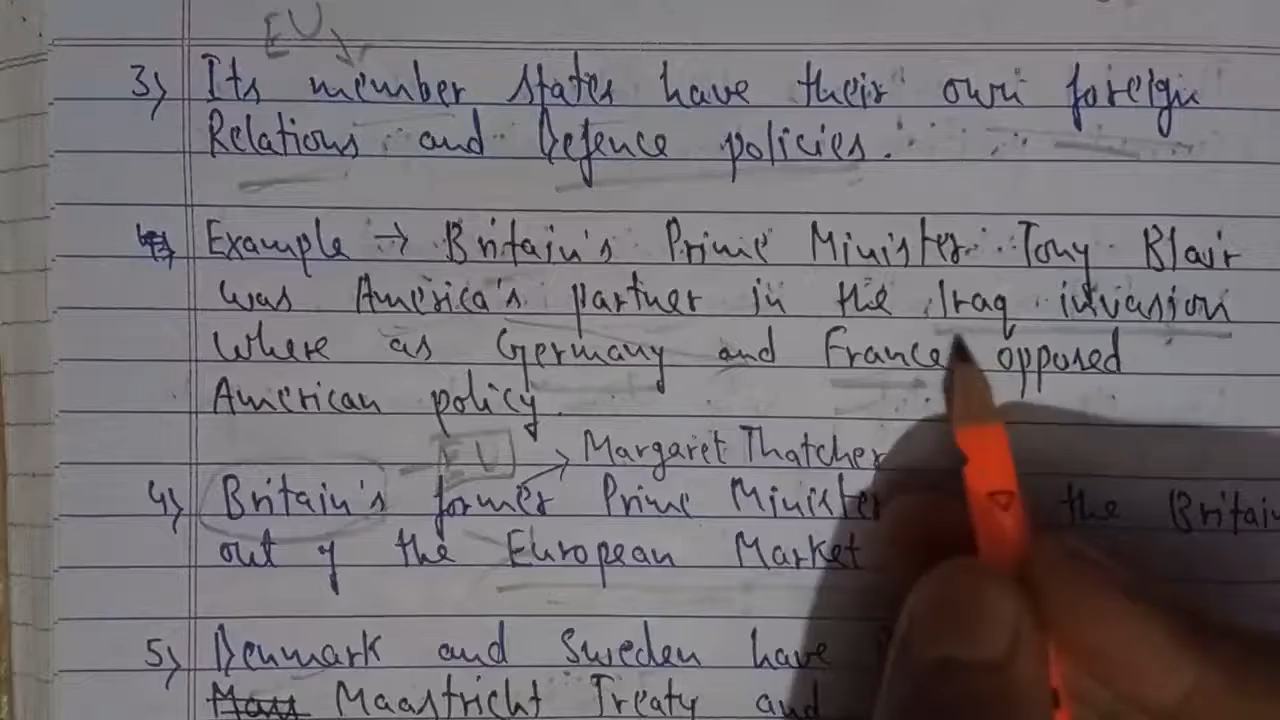 EU
3) Its member states have their own foreign
Relations and Defence policies.
Example → Britain's Prime Minister Tony Blair
was America's partner in the Iraq invasion
where as Germany and France opposed
American policy.
EU → Margaret Thatcher
4) Britain's former Prime Minister the Britain
out of the European Market
5) Denmark and Sweden have
Maastricht Treaty and